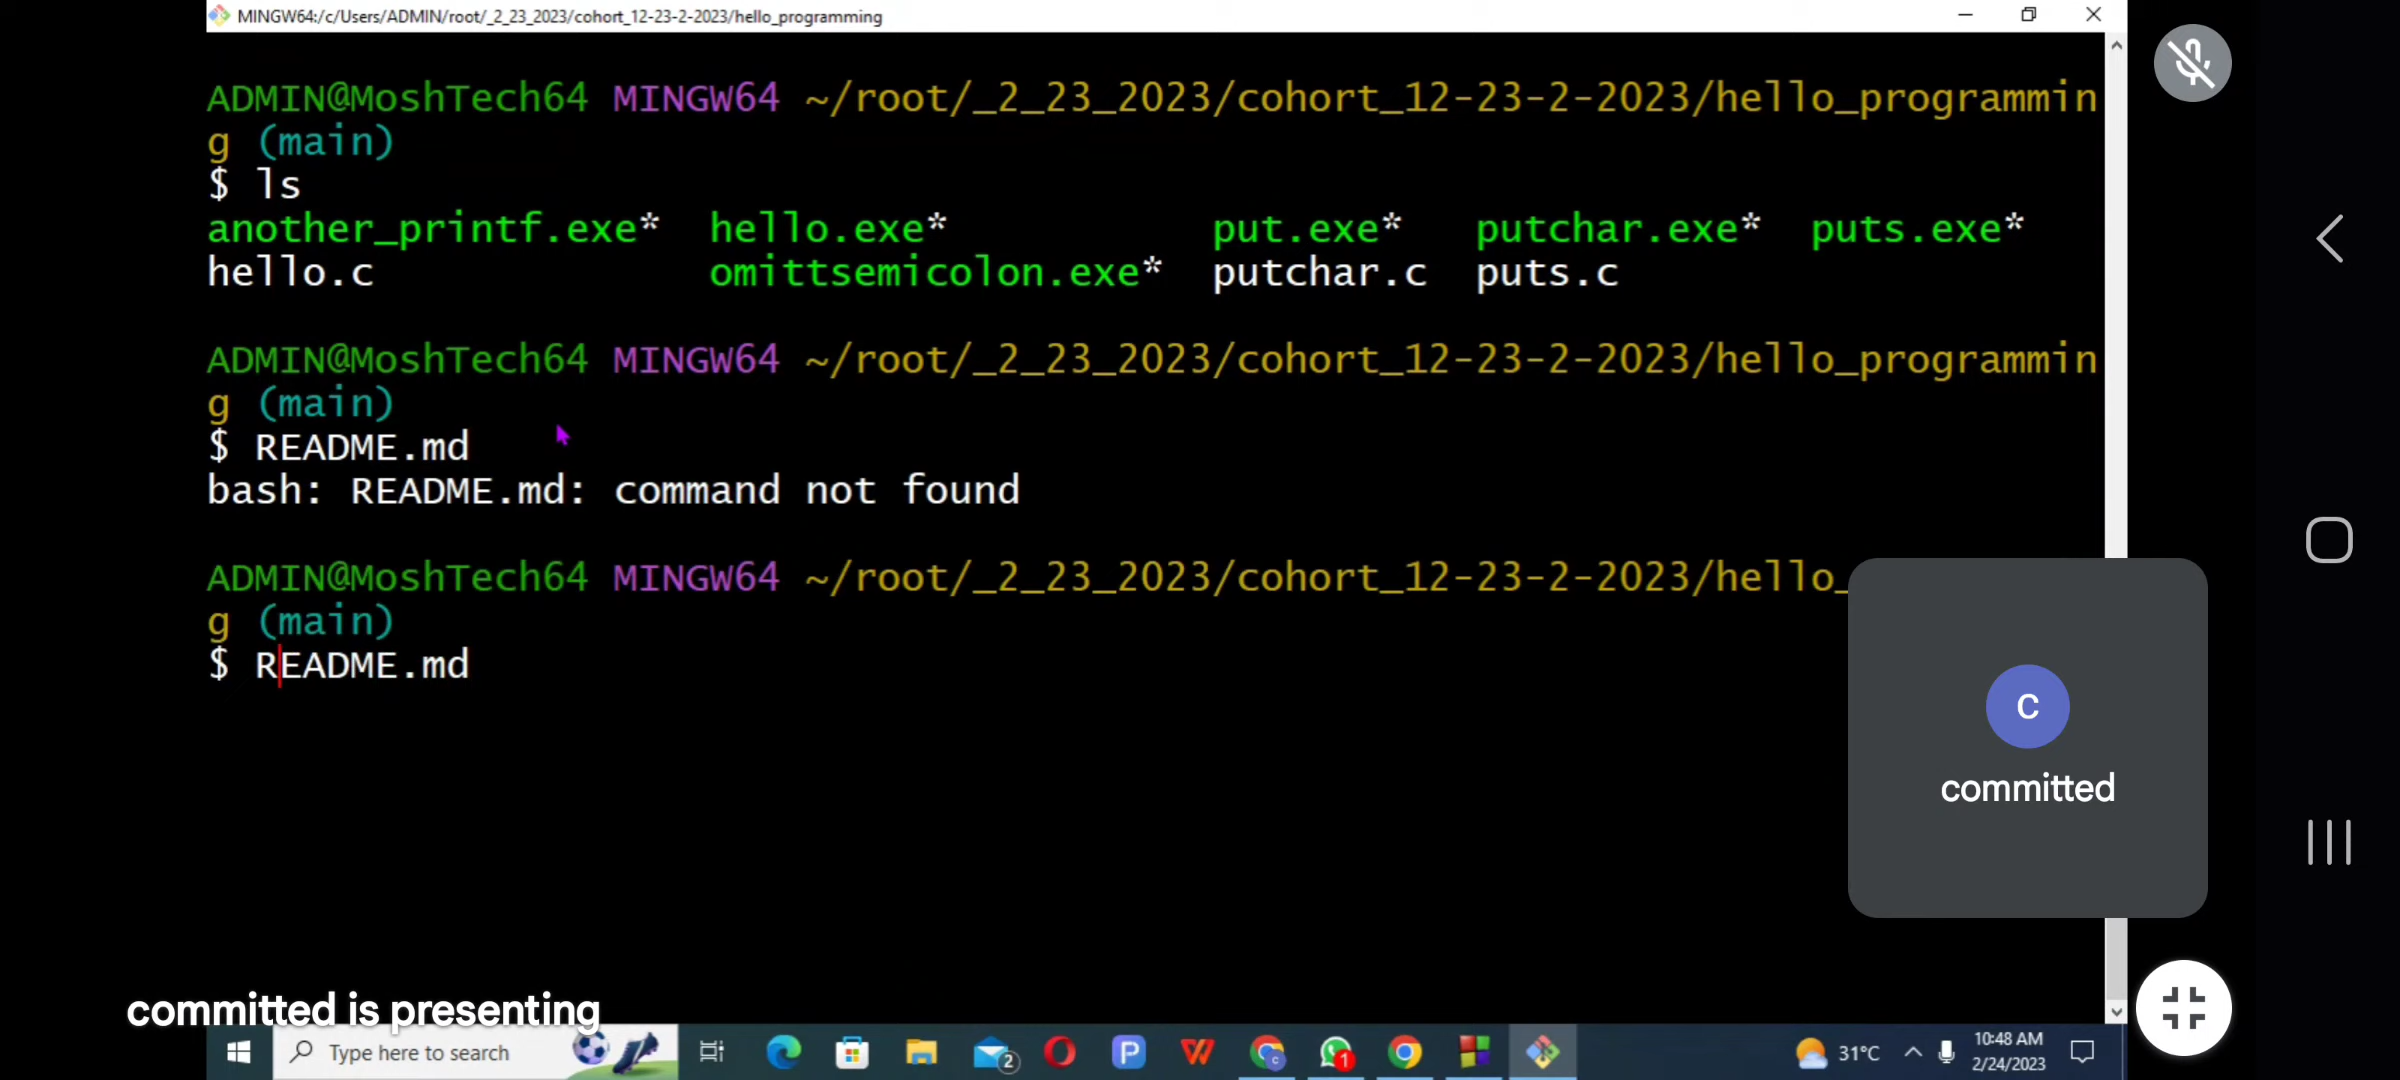 MINGW64:/c/Users/ADMIN/root/_2_23_2023/cohort_12-23-2-2023/hello_programming
ADMIN@MoshTech64 MINGW64 ~/root/_2_23_2023/cohort_12-23-2-2023/hello_programmin
g (main)
$ ls
another_printf.exe* hello.exe* put.exe* putchar.exe* puts.exe*
hello.c omittsemicolon.exe* putchar.c puts.c
ADMIN@MoshTech64 MINGW64 ~/root/_2_23_2023/cohort_12-23-2-2023/hello_programmin
g (main)
$ README.md
bash: README.md: command not found
ADMIN@MoshTech64 MINGW64 ~/root/_2_23_2023/cohort_12-23-2-2023/hello_
g (main)
$ README.md
C
committed
committed is presenting
Type here to search
2
P
W
C
1
31°C
10:48 AM
2/24/2023